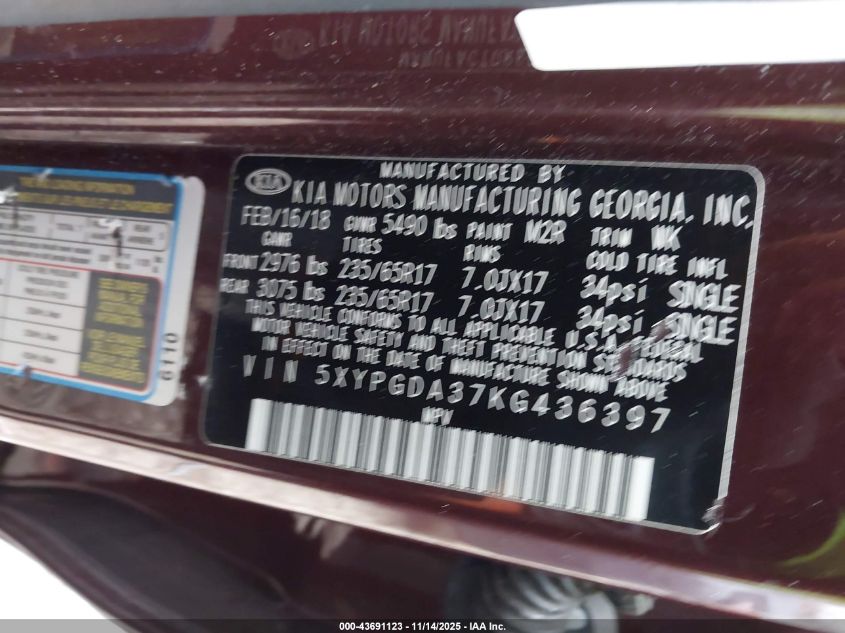 MANUFACTURED BY
KIA KIA MOTORS MANUFACTURING GEORGIA, INC.
FEB/16/18 GVWR 5490 lbs PAINT M2R TRIM WK
GAWR TIRES RIMS COLD TIRE INFL
FRONT 2976 lbs 235/65R17 7.0JX17 34psi SINGLE
REAR 3075 lbs 235/65R17 7.0JX17 34psi SINGLE
THIS VEHICLE CONFORMS TO ALL APPLICABLE U.S.A. FEDERAL
MOTOR VEHICLE SAFETY AND THEFT PREVENTION STANDARDS
IN EFFECT ON THE DATE OF MANUFACTURE SHOWN ABOVE
VIN 5XYPGDA37KG436397
MPV
6110
000-43691123 - 11/14/2025 - IAA Inc.